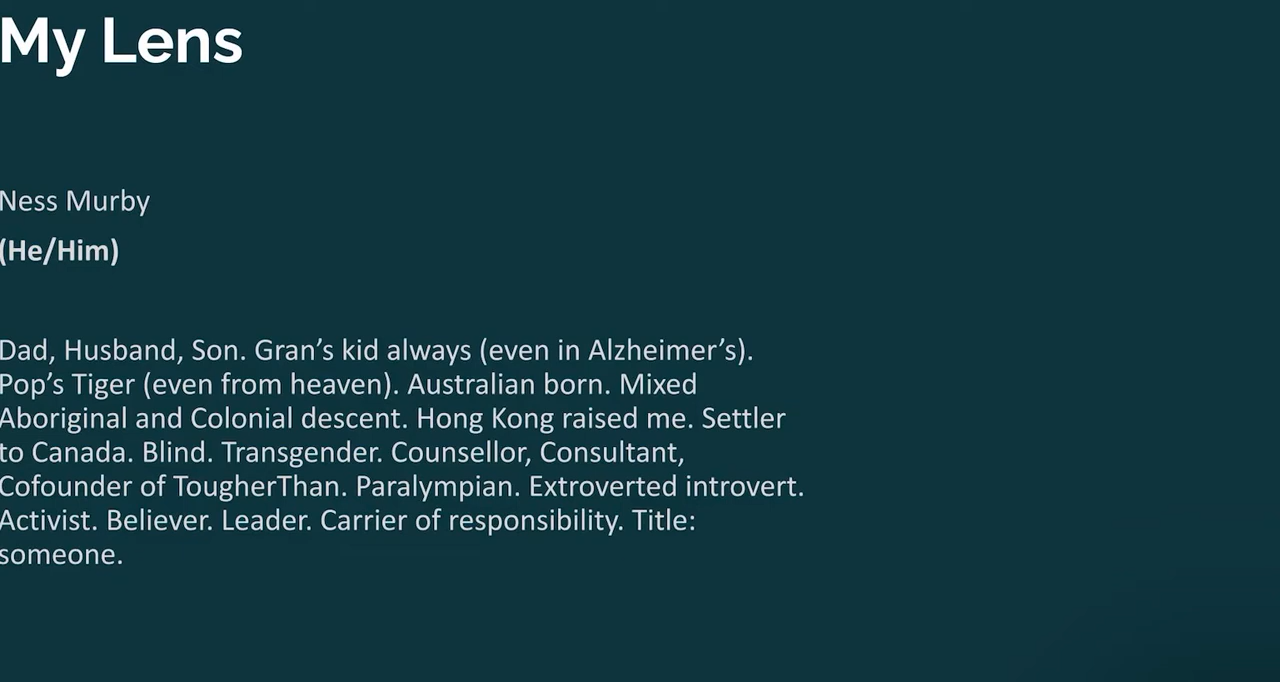 My Lens
Ness Murby
(He/Him)
Dad, Husband, Son. Gran’s kid always (even in Alzheimer’s).
Pop’s Tiger (even from heaven). Australian born. Mixed
Aboriginal and Colonial descent. Hong Kong raised me. Settler
to Canada. Blind. Transgender. Counsellor, Consultant,
Cofounder of TougherThan. Paralympian. Extroverted introvert.
Activist. Believer. Leader. Carrier of responsibility. Title:
someone.